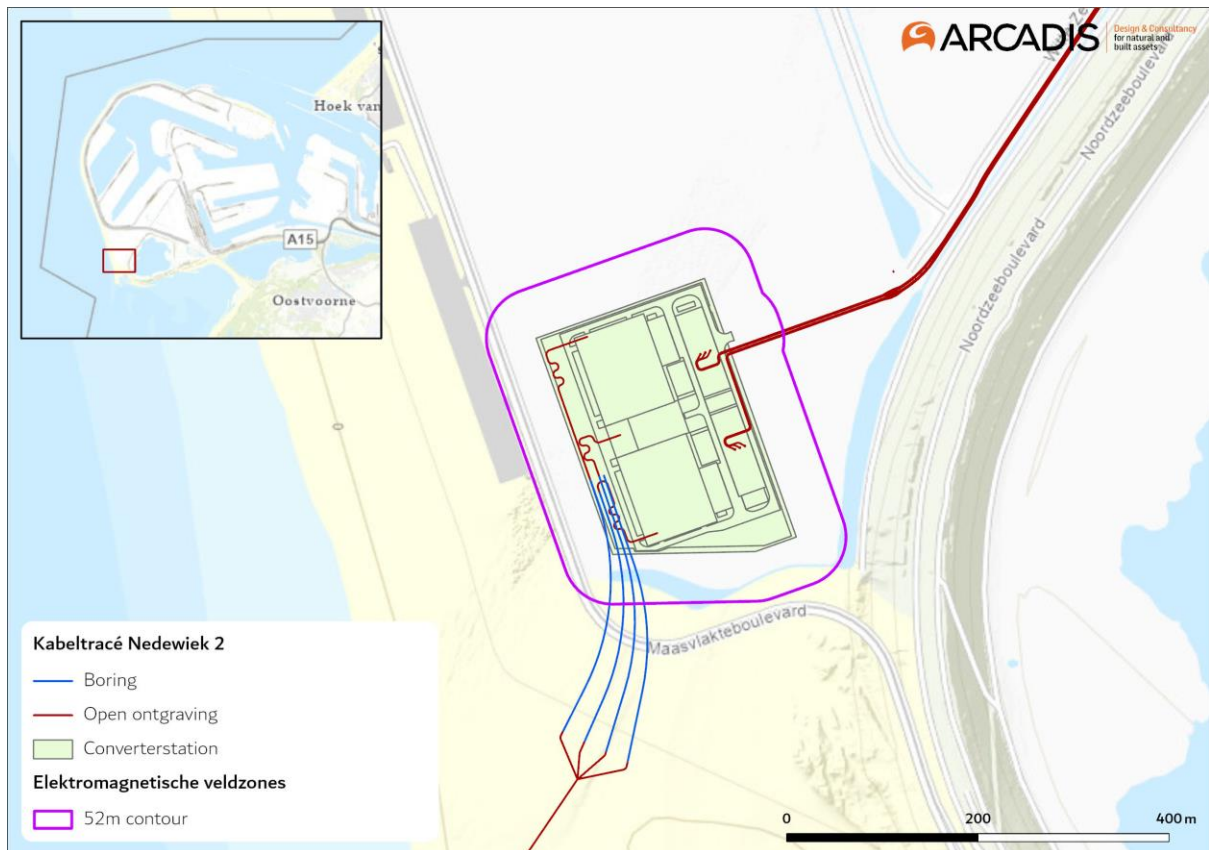 Hoek van
A15
Oostvoorne
ARCADIS
Design & Consultancy
for natural and
built assets
Noordzeeboulevard
Noordzeeboulevard
0
Maasvlakteboulevard
Kabeltracé Nedewiek 2
Boring
Open ontgraving
Converterstation
Elektromagnetische veldzones
52m contour
0 200 400 m